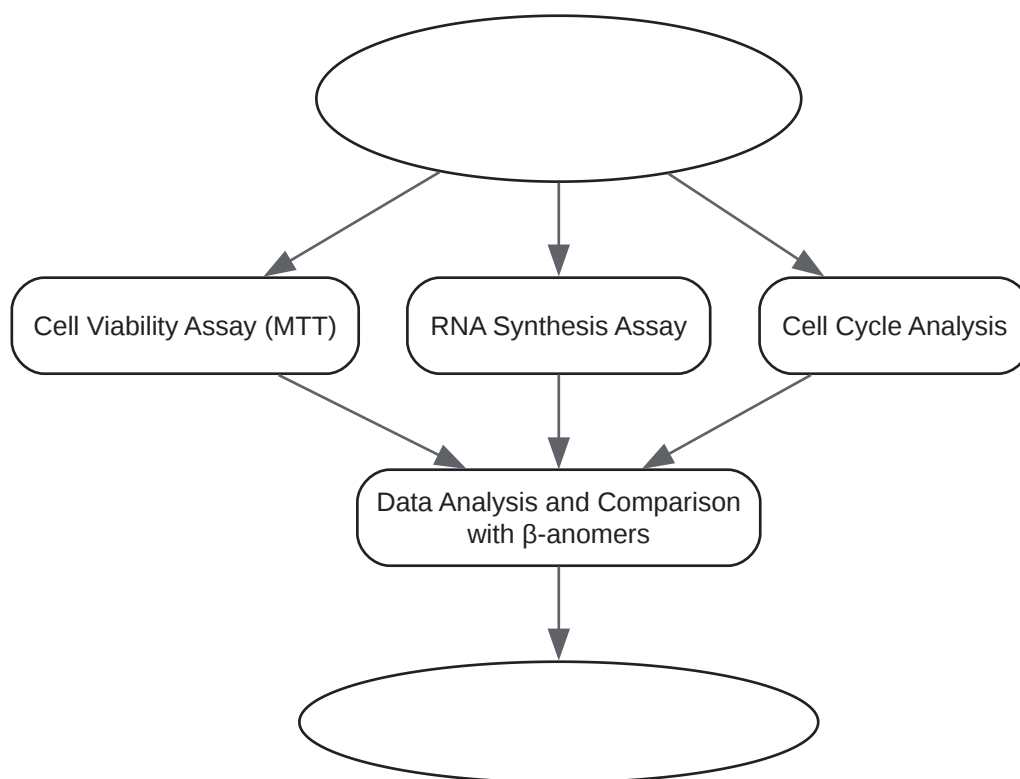 Cell Viability Assay (MTT)
RNA Synthesis Assay
Cell Cycle Analysis
Data Analysis and Comparison
with β-anomers